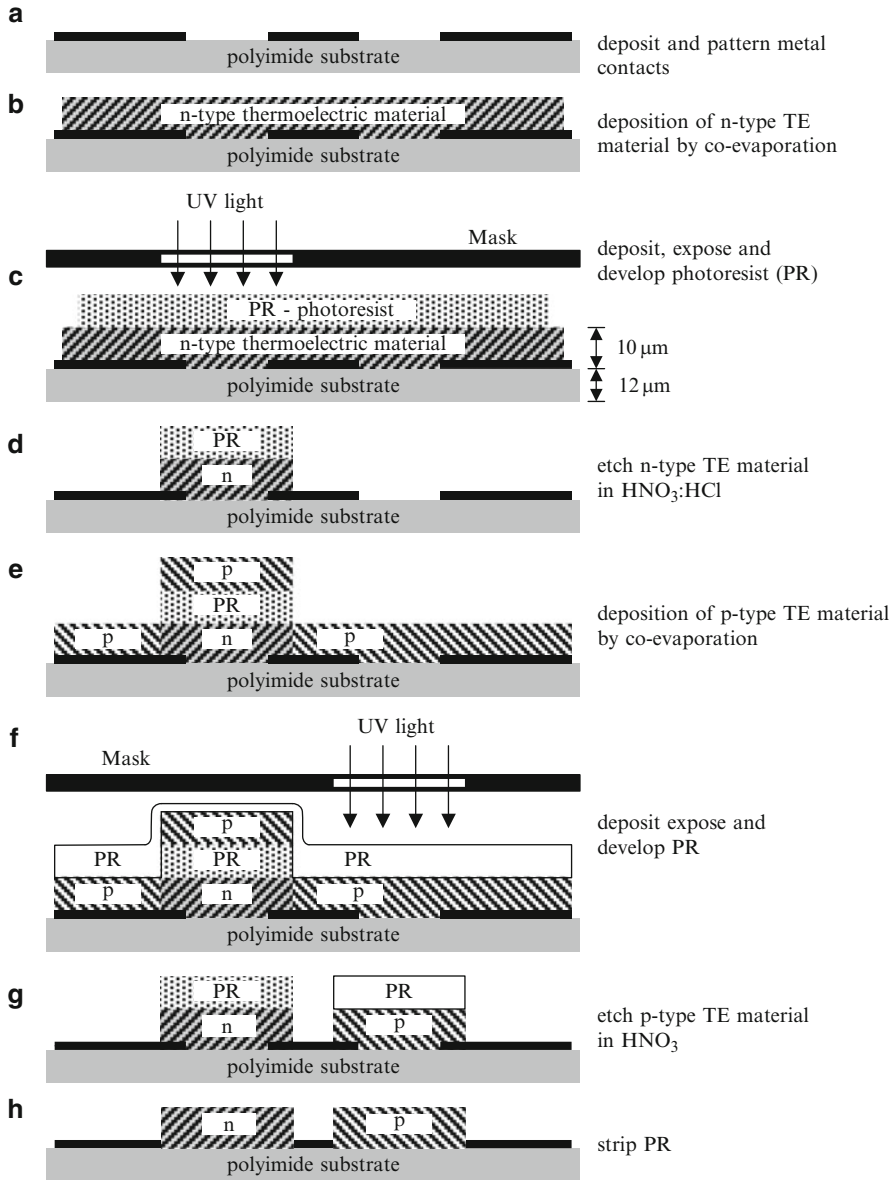 a
polyimide substrate
deposit and pattern metal
contacts
b
n-type thermoelectric material
polyimide substrate
deposition of n-type TE
material by co-evaporation
UV light
Mask
deposit, expose and
develop photoresist (PR)
c
PR - photoresist
n-type thermoelectric material
10 µm
polyimide substrate
12 µm
d
PR
n
polyimide substrate
etch n-type TE material
in HNO3:HCl
e
p
PR
p
n
p
polyimide substrate
deposition of p-type TE material
by co-evaporation
f
UV light
Mask
p
deposit expose and
develop PR
PR
PR
PR
p
n
p
polyimide substrate
g
PR
PR
n
p
polyimide substrate
etch p-type TE material
in HNO3
h
n
p
polyimide substrate
strip PR